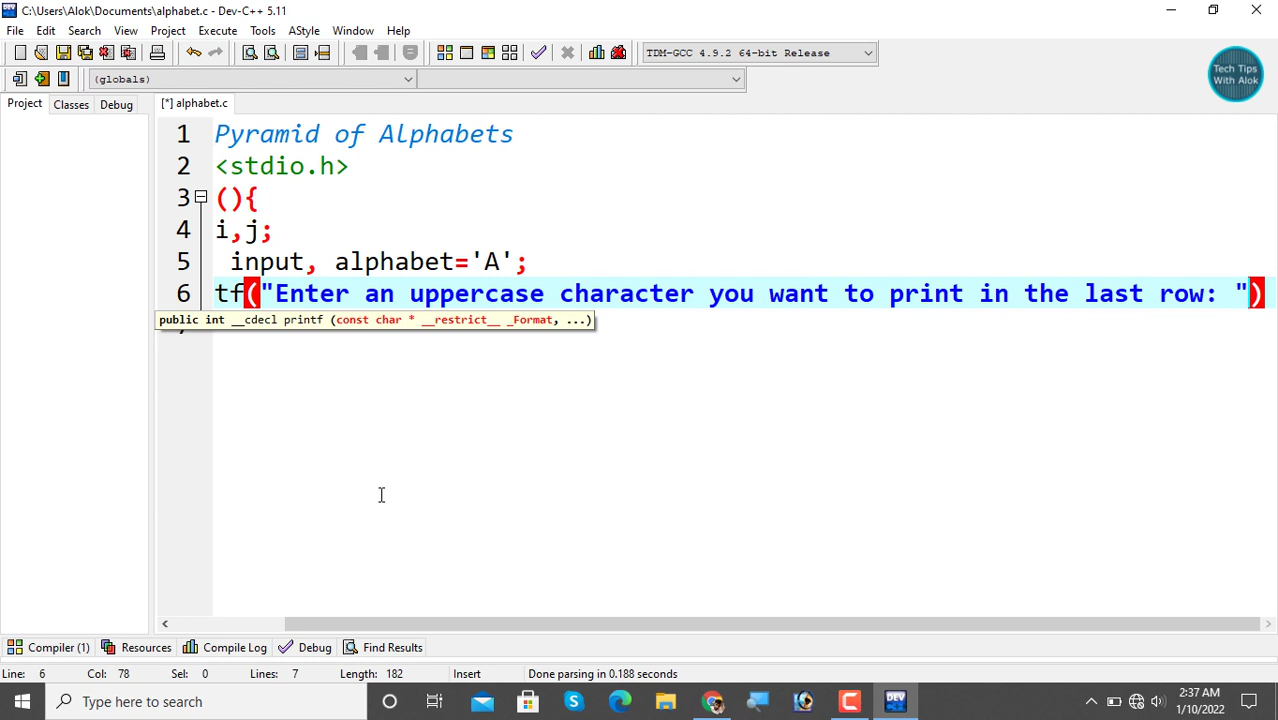 C:\Users\Alok\Documents\alphabet.c - Dev-C++ 5.11
File Edit Search View Project Execute Tools AStyle Window Help
TDM-GCC 4.9.2 64-bit Release
Tech Tips
With Alok
(globals)
Project Classes Debug [*] alphabet.c
1 Pyramid of Alphabets
2 <stdio.h>
3 (){
4 i,j;
5 input, alphabet='A';
6 tf("Enter an uppercase character you want to print in the last row: ")
public int __cdecl printf (const char * __restrict__ _Format, ...)
Compiler (1) Resources Compile Log Debug Find Results
Line: 6 Col: 78 Sel: 0 Lines: 7 Length: 182 Insert Done parsing in 0.188 seconds
Type here to search
DEV
2:37 AM
1/10/2022